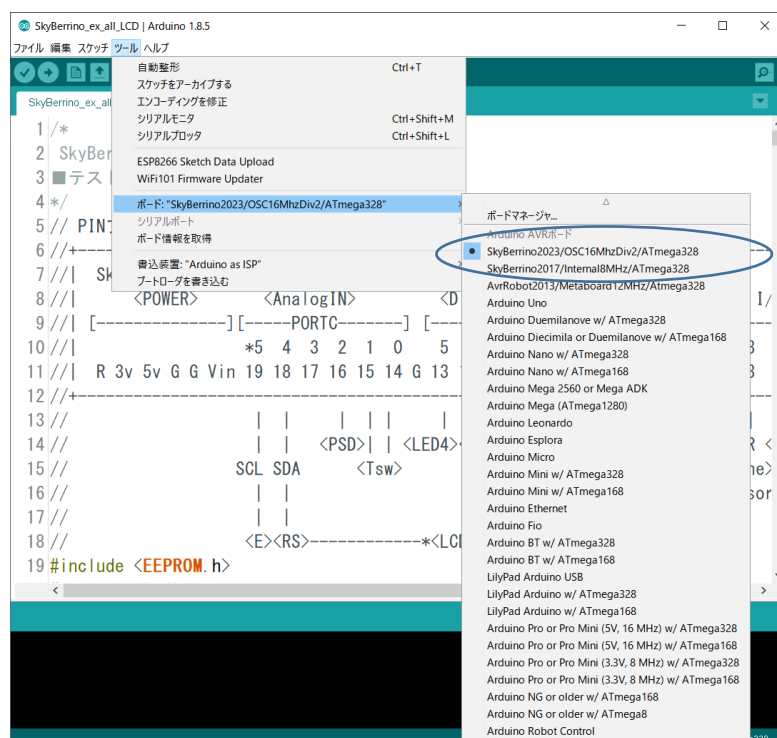 SkyBerrino_ex_all_LCD | Arduino 1.8.5
ファイル 編集 スケッチ ツール ヘルプ
自動整形 Ctrl+T
スケッチをアーカイブする
エンコーディングを修正
シリアルモニタ Ctrl+Shift+M
シリアルプロッタ Ctrl+Shift+L
ESP8266 Sketch Data Upload
WiFi101 Firmware Updater
ボード: "SkyBerrino2023/OSC16MhzDiv2/ATmega328"
シリアルポート
ボード情報を取得
書込装置: "Arduino as ISP"
ブートローダを書き込む
ボードマネージャ...
Arduino AVRボード
SkyBerrino2023/OSC16MhzDiv2/ATmega328
SkyBerrino2017/Internal8MHz/ATmega328
AvrRobot2013/Metaboard12MHz/Atmega328
Arduino Uno
Arduino Duemilanove w/ ATmega328
Arduino Diecimila or Duemilanove w/ ATmega168
Arduino Nano w/ ATmega328
Arduino Nano w/ ATmega168
Arduino Mega 2560 or Mega ADK
Arduino Mega (ATmega1280)
Arduino Leonardo
Arduino Esplora
Arduino Micro
Arduino Mini w/ ATmega328
Arduino Mini w/ ATmega168
Arduino Ethernet
Arduino Fio
Arduino BT w/ ATmega328
Arduino BT w/ ATmega168
LilyPad Arduino USB
LilyPad Arduino w/ ATmega328
LilyPad Arduino w/ ATmega168
Arduino Pro or Pro Mini (5V, 16 MHz) w/ ATmega328
Arduino Pro or Pro Mini (5V, 16 MHz) w/ ATmega168
Arduino Pro or Pro Mini (3.3V, 8 MHz) w/ ATmega328
Arduino Pro or Pro Mini (3.3V, 8 MHz) w/ ATmega168
Arduino NG or older w/ ATmega168
Arduino NG or older w/ ATmega8
Arduino Robot Control
SkyBerrino_ex_all
1 /*
2 SkyBer
3 ■テスト
4 */
5 // PIN
6 //+----
7 //| Sk
8 //| <POWER> <AnalogIN> <D I/
9 //| [--------------][-----PORTC------] [----
10 //| *5 4 3 2 1 0 5 3
11 //| R 3v 5v G G Vin 19 18 17 16 15 14 G 13 3
12 //+----------------------------------------
13 // | | | | | |
14 // | | <PSD>| | <LED4> R <
15 // SCL SDA <Tsw> ne>
16 // | | sor
17 // | |
18 // <E><RS>-------------*<LCD
19 #include <EEPROM.h>